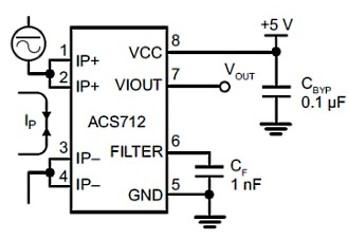 +5 V
1 IP+ VCC 8
2 IP+ VIOUT 7 VOUT
CBYP
0.1 µF
IP
ACS712
3 IP– FILTER 6
4 IP– GND 5
CF
1 nF